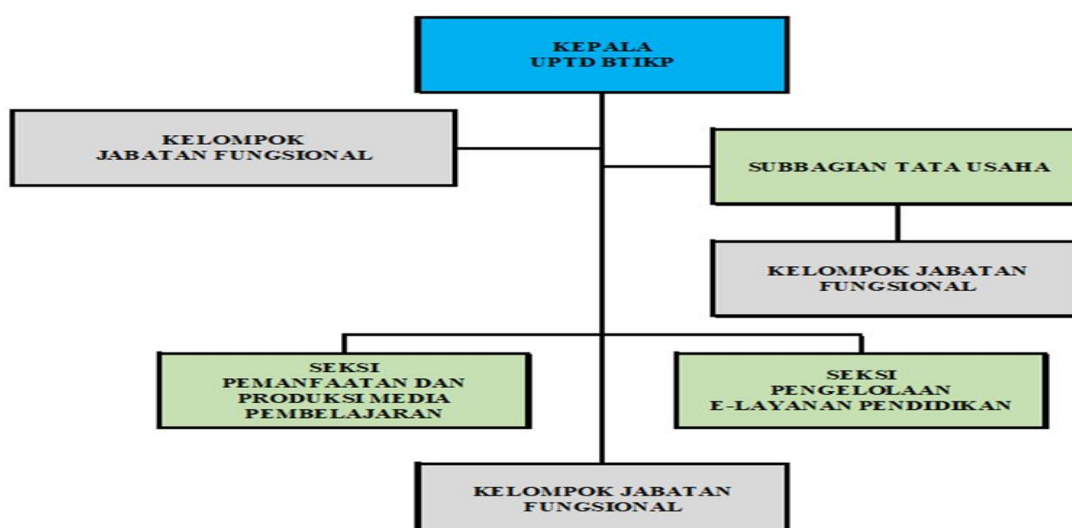 KEPALA
UPTD BTIKP
KELOMPOK
JABATAN FUNGSIONAL
SUBBAGIAN TATA USAHA
KELOMPOK JABATAN
FUNGSIONAL
SEKSI
PEMANFAATAN DAN
PRODUKSI MEDIA
PEMBELAJARAN
SEKSI
PENGELOLAAN
E-LAYANAN PENDIDIKAN
KELOMPOK JABATAN
FUNGSIONAL